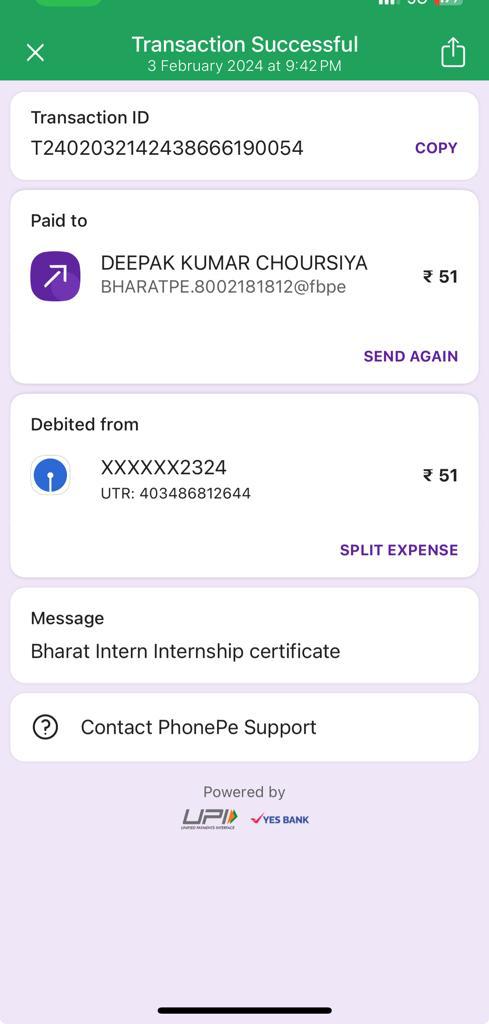 Transaction Successful
3 February 2024 at 9:42 PM
Transaction ID
T2402032142438666190054
COPY
Paid to
DEEPAK KUMAR CHOURSIYA
₹ 51
BHARATPE.8002181812@fbpe
SEND AGAIN
Debited from
XXXXXX2324
₹ 51
UTR: 403486812644
SPLIT EXPENSE
Message
Bharat Intern Internship certificate
Contact PhonePe Support
Powered by
UPI
UNIFIED PAYMENTS INTERFACE
YES BANK